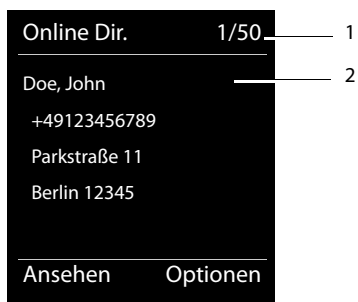 Online Dir. 1/50 1
2
Doe, John
+49123456789
Parkstraße 11
Berlin 12345
Ansehen Optionen